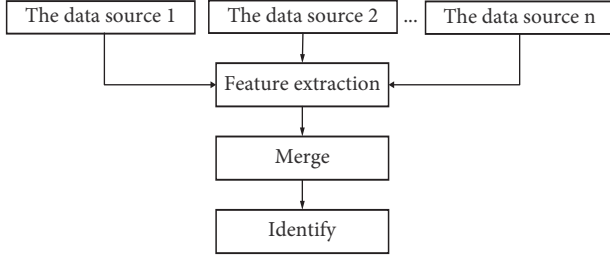 The data source 1
The data source 2
...
The data source n
Feature extraction
Merge
Identify